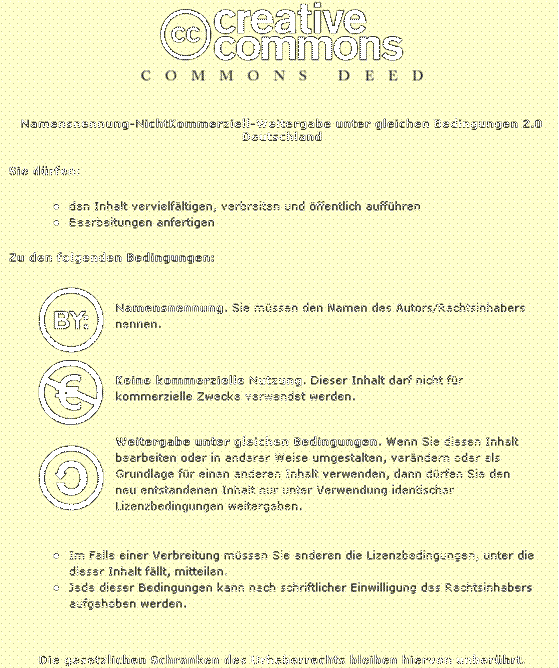 cc creative
commons
COMMONS DEED
Namensnennung-NichtKommerziell-Weitergabe unter gleichen Bedingungen 2.0
Deutschland
Sie dürfen:
den Inhalt vervielfältigen, verbreiten und öffentlich aufführen
Bearbeitungen anfertigen
Zu den folgenden Bedingungen:
BY:
Namensnennung. Sie müssen den Namen des Autors/Rechtsinhabers
nennen.
€
Keine kommerzielle Nutzung. Dieser Inhalt darf nicht für
kommerzielle Zwecke verwendet werden.
Weitergabe unter gleichen Bedingungen. Wenn Sie diesen Inhalt
bearbeiten oder in anderer Weise umgestalten, verändern oder als
Grundlage für einen anderen Inhalt verwenden, dann dürfen Sie den
neu entstandenen Inhalt nur unter Verwendung identischer
Lizenzbedingungen weitergeben.
Im Falle einer Verbreitung müssen Sie anderen die Lizenzbedingungen, unter die
dieser Inhalt fällt, mitteilen.
Jede dieser Bedingungen kann nach schriftlicher Einwilligung des Rechtsinhabers
aufgehoben werden.
Die gesetzlichen Schranken des Urheberrechts bleiben hiervon unberührt.